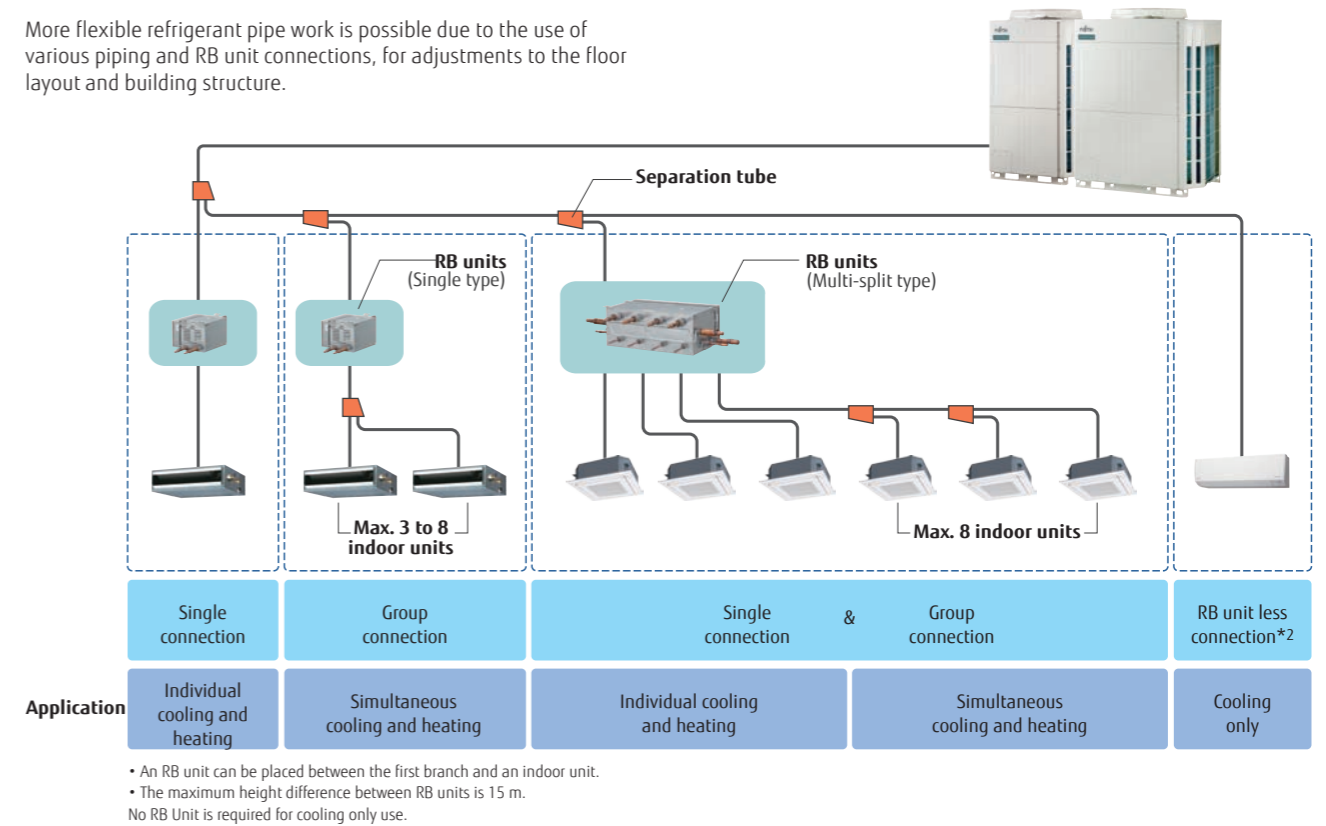 More flexible refrigerant pipe work is possible due to the use of
various piping and RB unit connections, for adjustments to the floor
layout and building structure.
Separation tube
RB units
(Single type)
RB units
(Multi-split type)
Max. 3 to 8
indoor units
Max. 8 indoor units
Single
connection
Group
connection
Single
connection
&
Group
connection
RB unit less
connection*2
Application
Individual
cooling and
heating
Simultaneous
cooling and heating
Individual cooling
and heating
Simultaneous
cooling and heating
Cooling
only
• An RB unit can be placed between the first branch and an indoor unit.
• The maximum height difference between RB units is 15 m.
No RB Unit is required for cooling only use.